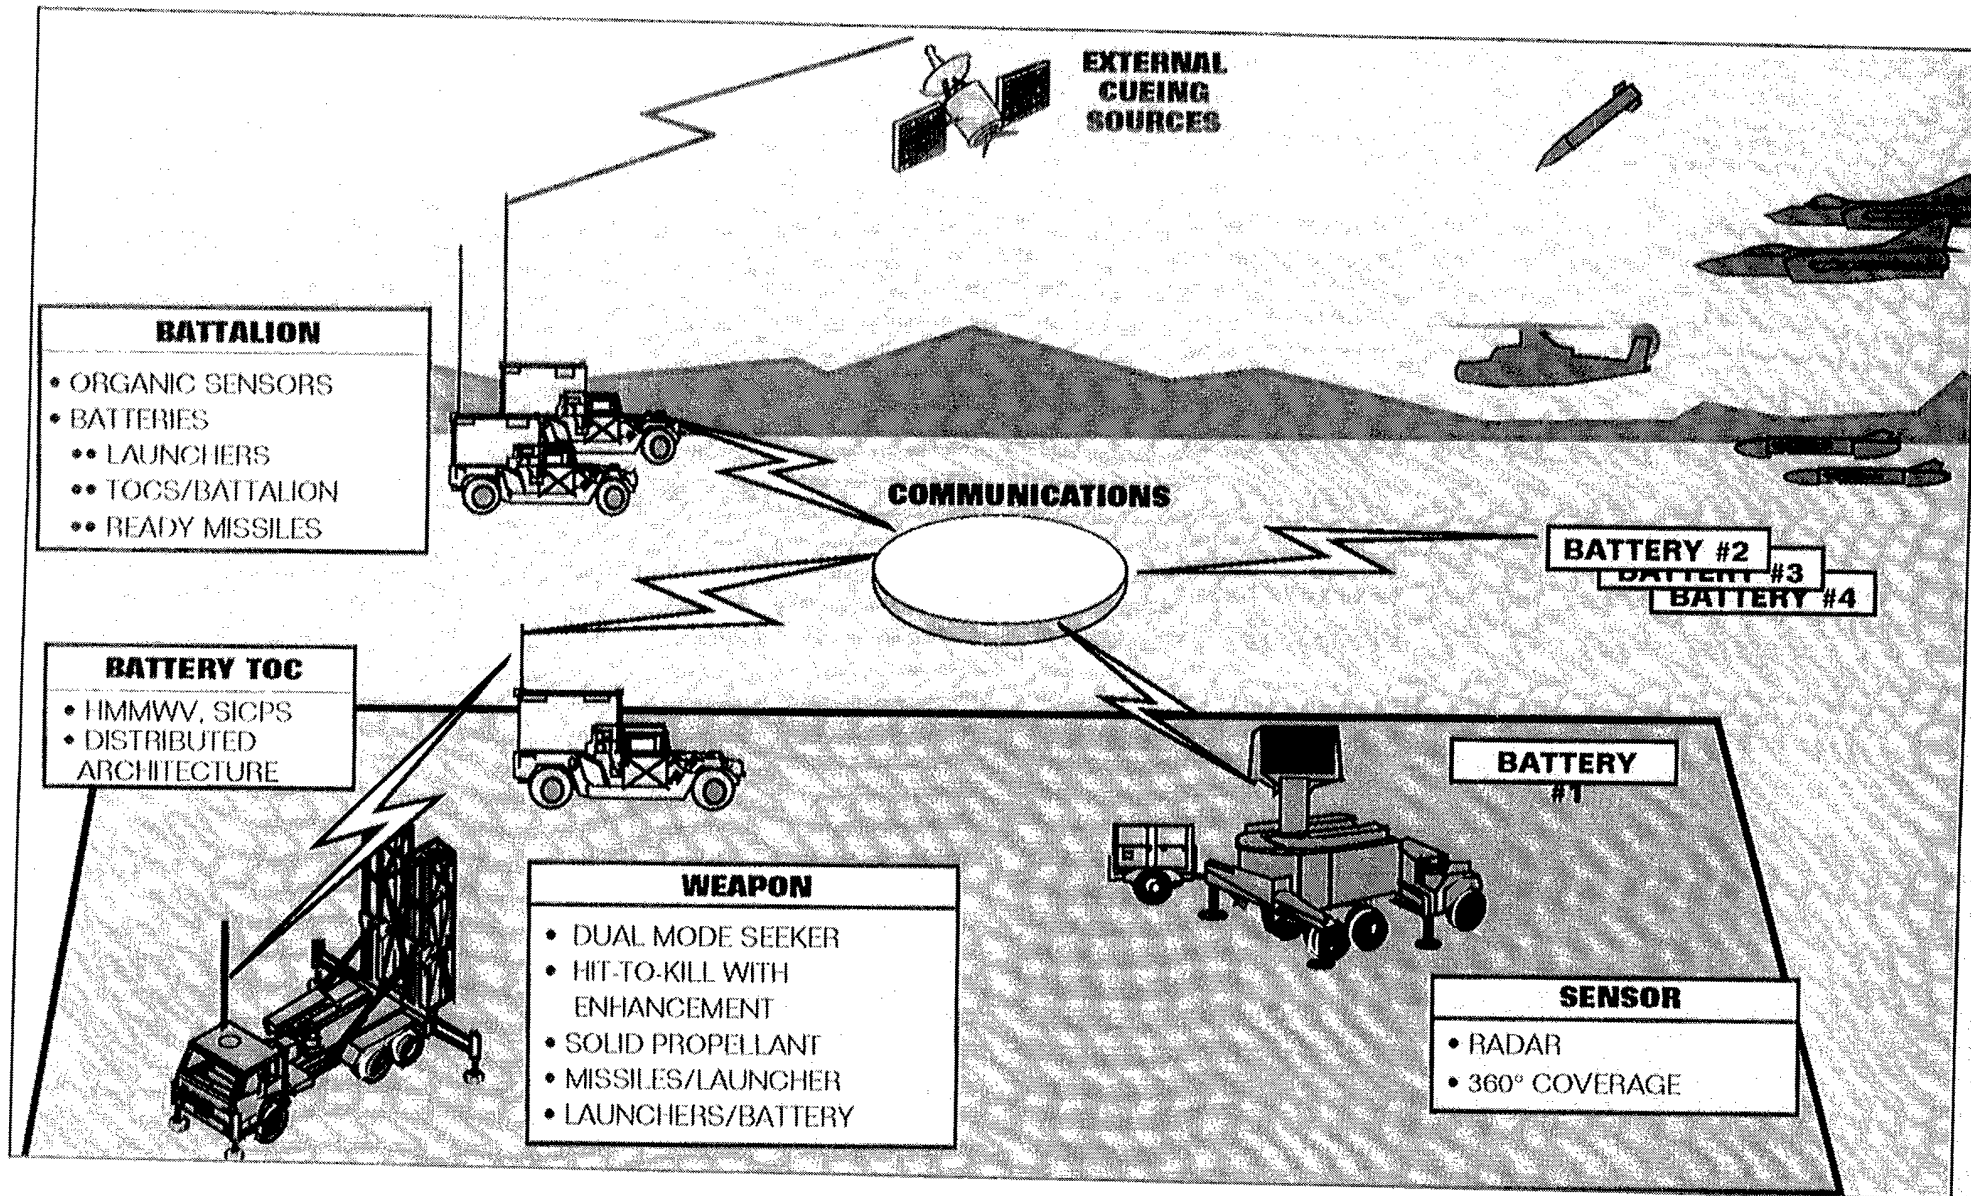 EXTERNAL
CUEING
SOURCES
BATTALION
• ORGANIC SENSORS
• BATTERIES
•• LAUNCHERS
•• TOCS/BATTALION
•• READY MISSILES
COMMUNICATIONS
BATTERY #2
BATTERY #3
BATTERY #4
BATTERY TOC
• HMMWV, SICPS
• DISTRIBUTED
ARCHITECTURE
BATTERY
#1
WEAPON
• DUAL MODE SEEKER
• HIT-TO-KILL WITH
ENHANCEMENT
• SOLID PROPELLANT
• MISSILES/LAUNCHER
• LAUNCHERS/BATTERY
SENSOR
• RADAR
• 360° COVERAGE